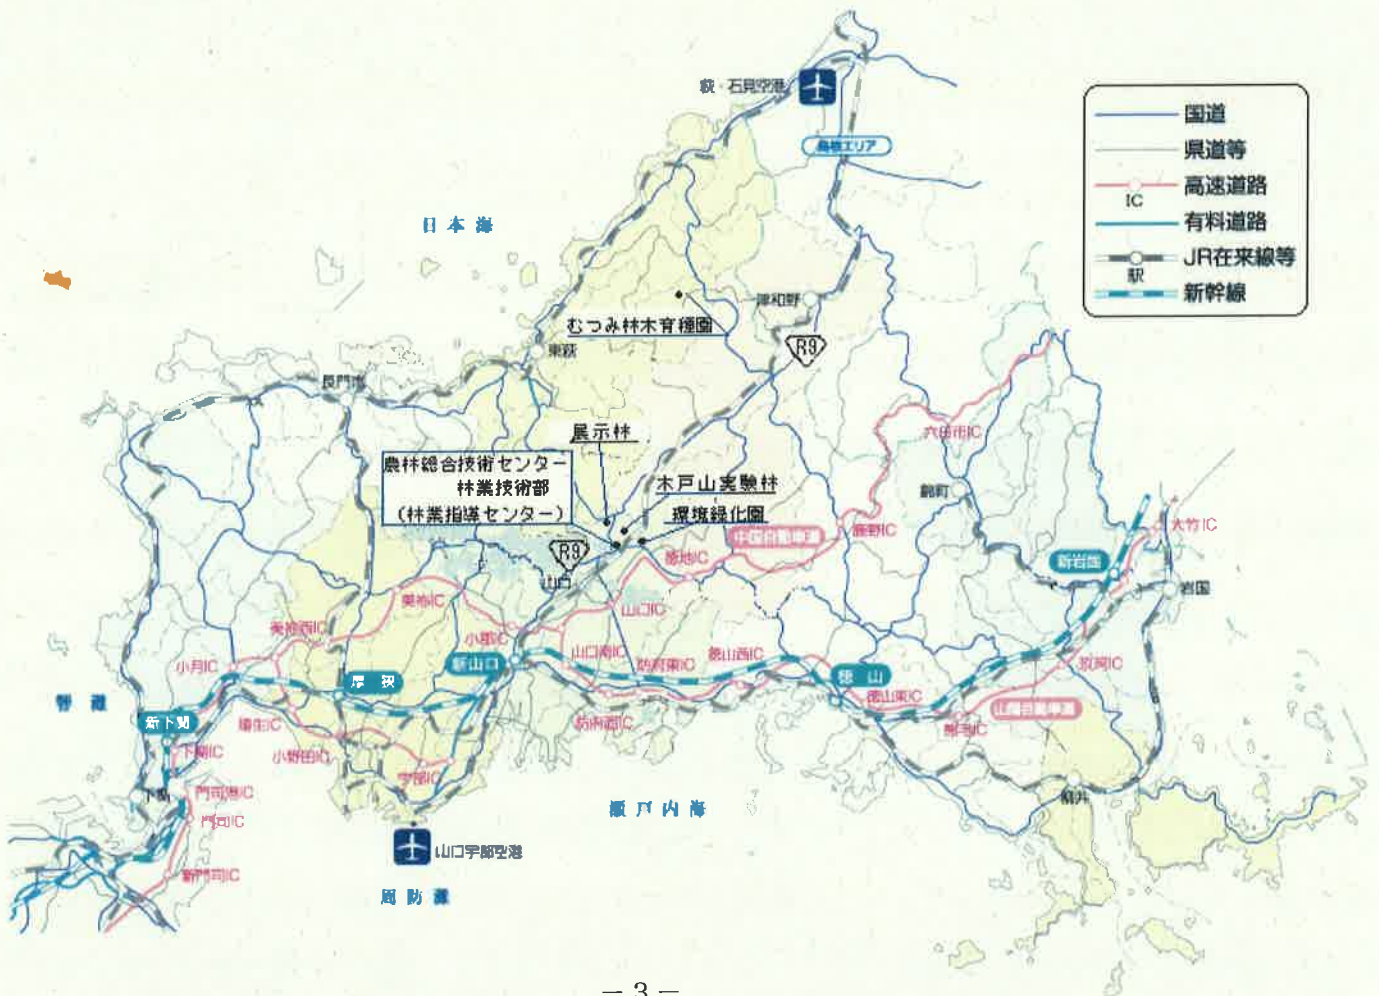 萩・石見空港
島根エリア
国道
県道等
高速道路
IC
有料道路
JR在来線等
駅
新幹線
日本海
むつみ林木育種園
津和野
R9
東萩
長門市
展示林
農林総合技術センター
林業技術部
(林業指導センター)
木戸山実験林
環境緑化園
六日市IC
錦町
中国自動車道
鹿野IC
徳地IC
R9
山口
大竹IC
新岩国
岩国
美祢IC
美祢西IC
山口IC
小郡IC
小月IC
新山口
山口南IC
防府東IC
徳山西IC
玖珂IC
厚狭
徳山
徳山東IC
山陽自動車道
熊毛IC
響灘
新下関
埴生IC
防府西IC
下関IC
小野田IC
宇部IC
下関
門司港IC
門司IC
柳井
瀬戸内海
山口宇部空港
新門司IC
周防灘
－3－